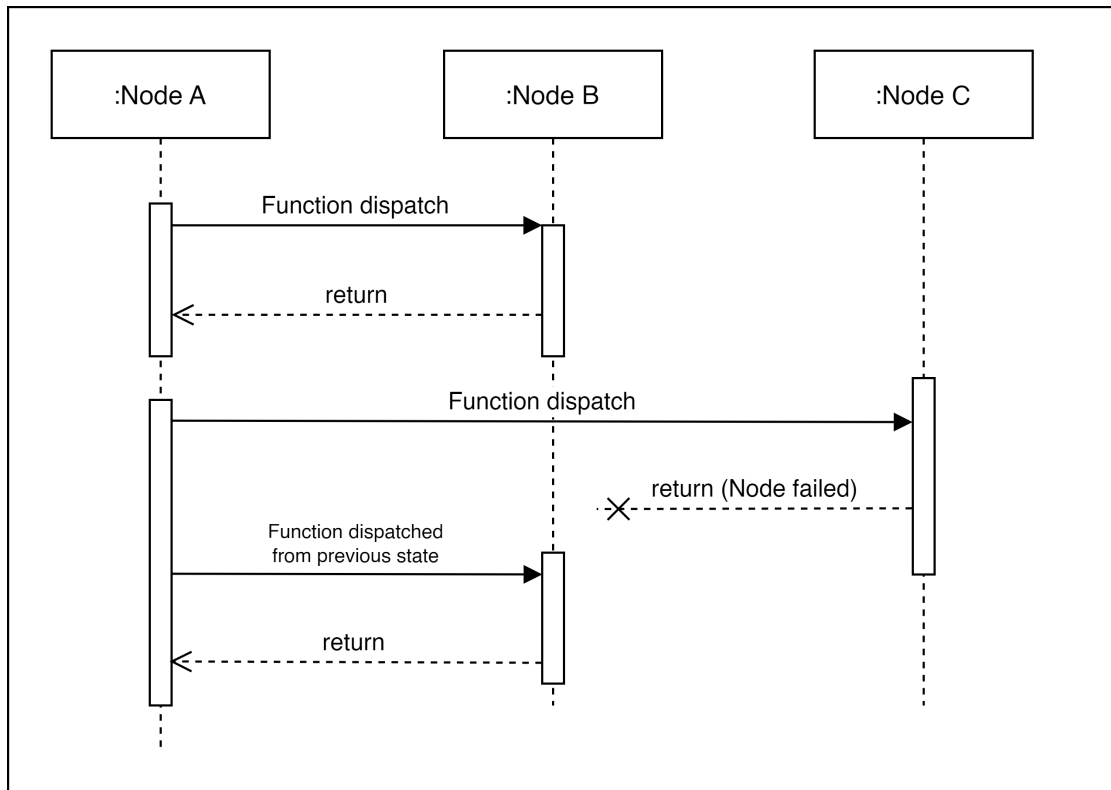 :Node A
:Node B
:Node C
Function dispatch
return
Function dispatch
return (Node failed)
Function dispatched
from previous state
return